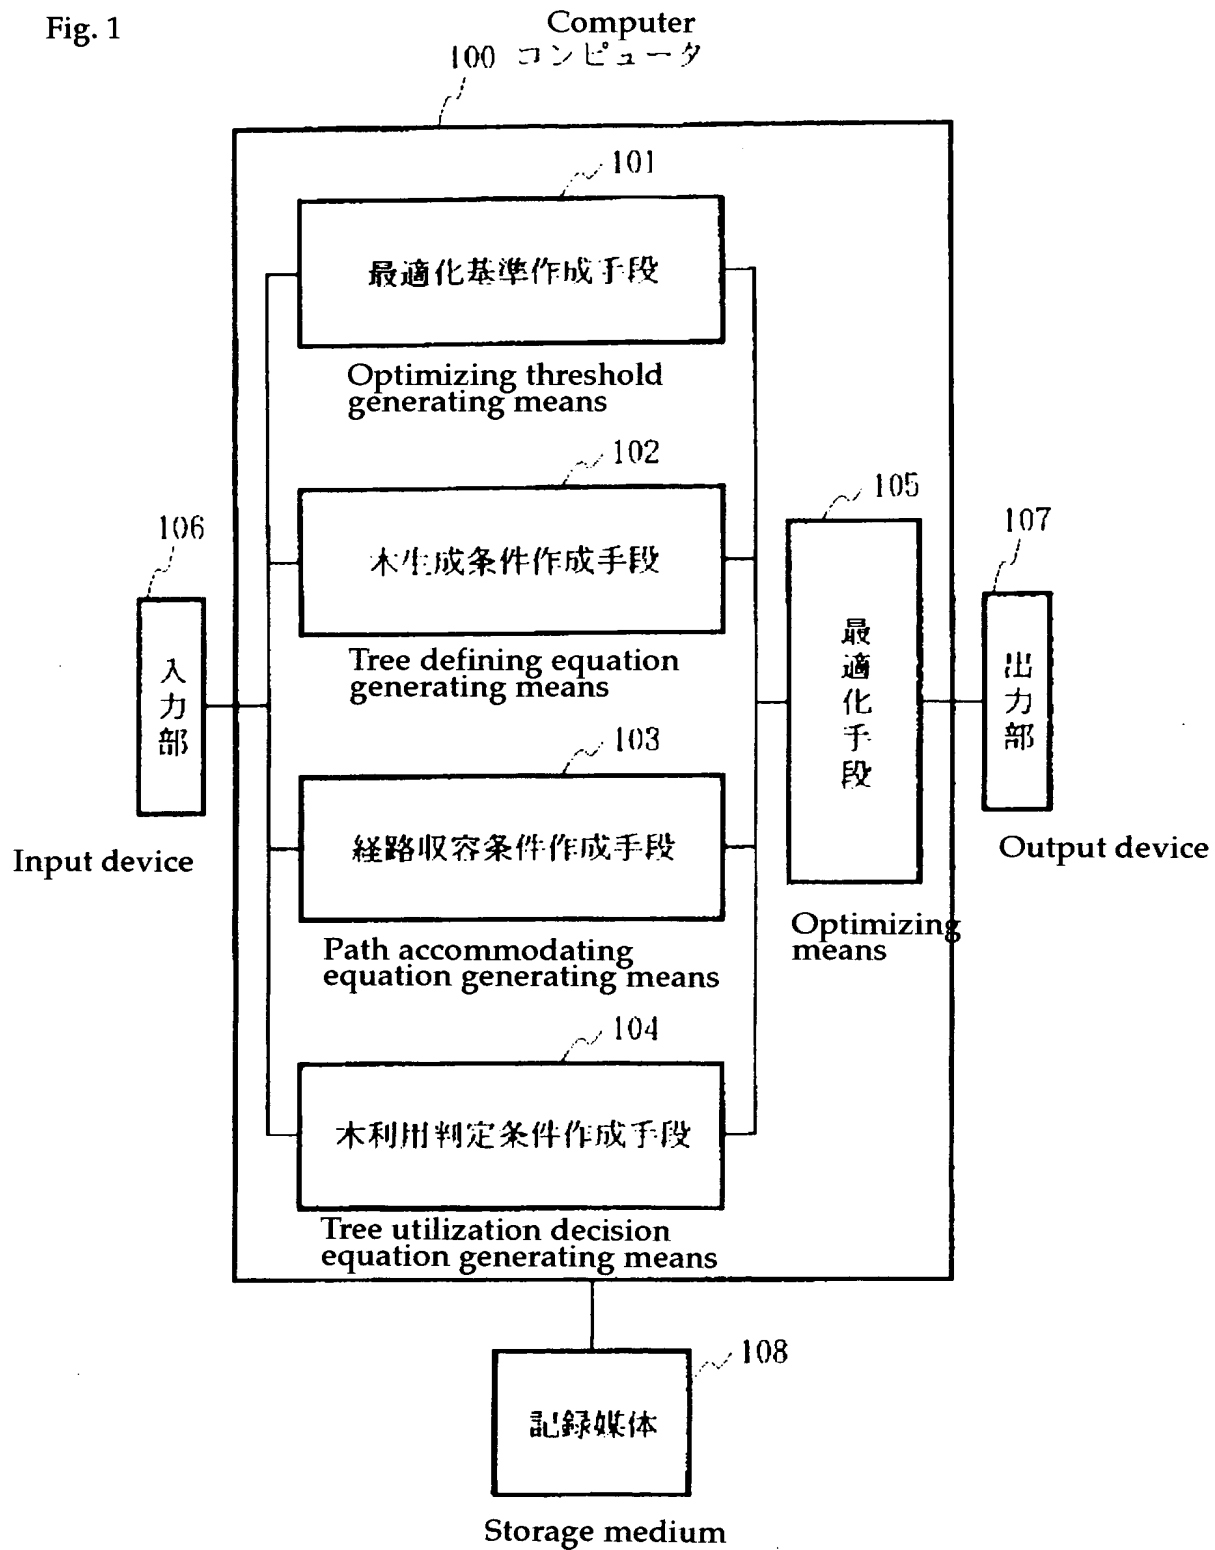 Fig. 1
Computer
100 コンピュータ
101
最適化基準作成手段
Optimizing threshold
generating means
102
木生成条件作成手段
Tree defining equation
generating means
103
経路収容条件作成手段
Path accommodating
equation generating means
104
木利用判定条件作成手段
Tree utilization decision
equation generating means
105
最適化手段
Optimizing
means
106
入力部
Input device
107
出力部
Output device
108
記録媒体
Storage medium